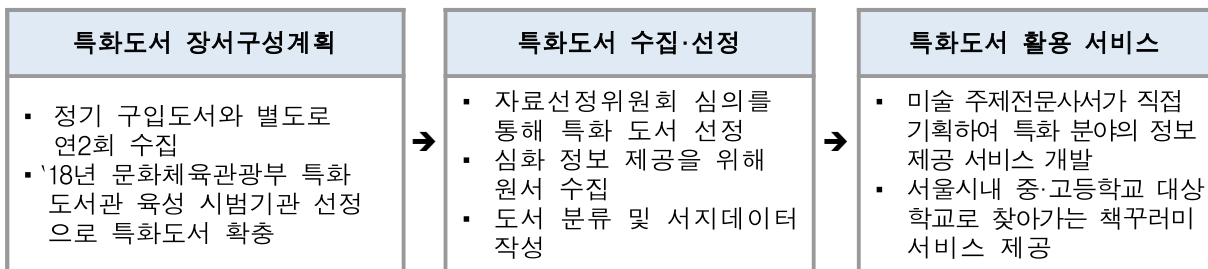 특화도서 장서구성계획
▪ 정기 구입도서와 별도로
연2회 수집
▪ '18년 문화체육관광부 특화
도서관 육성 시범기관 선정
으로 특화도서 확충
➔
특화도서 수집·선정
▪ 자료선정위원회 심의를
통해 특화 도서 선정
▪ 심화 정보 제공을 위해
원서 수집
▪ 도서 분류 및 서지데이터
작성
➔
특화도서 활용 서비스
▪ 미술 주제전문사서가 직접
기획하여 특화 분야의 정보
제공 서비스 개발
▪ 서울시내 중·고등학교 대상
학교로 찾아가는 책꾸러미
서비스 제공